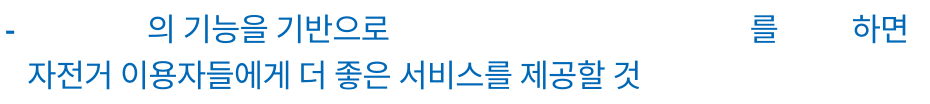 - 의 기능을 기반으로 를 하면
자전거 이용자들에게 더 좋은 서비스를 제공할 것